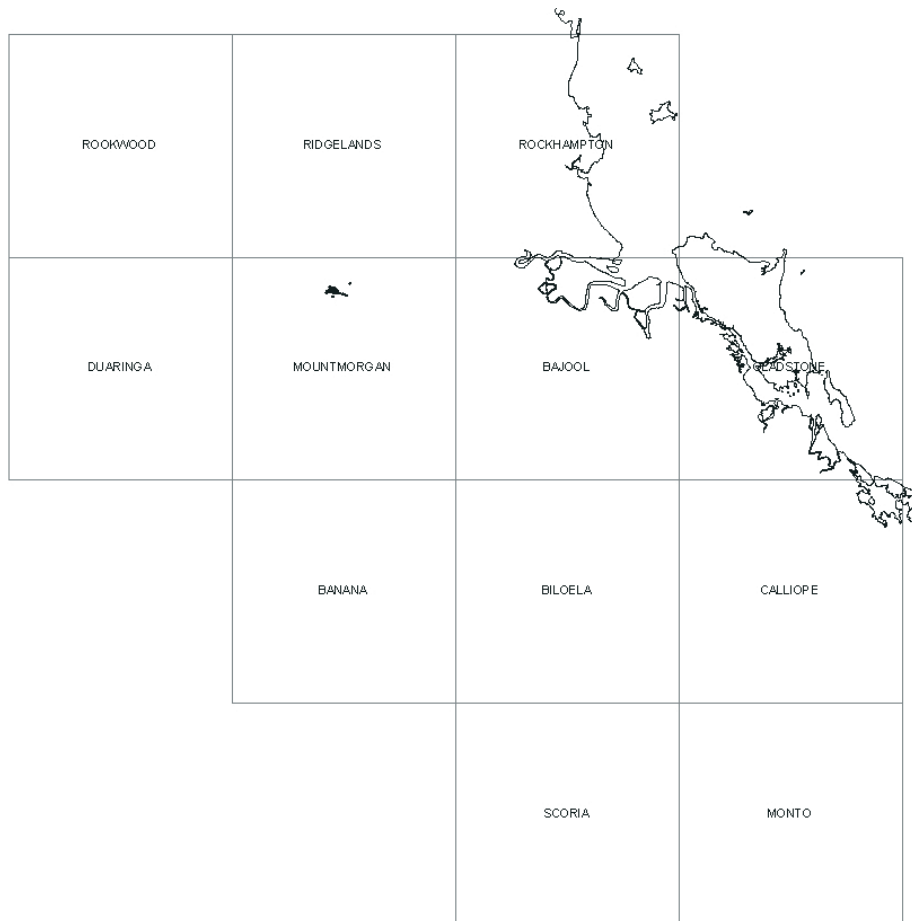 ROOKWOOD
RIDGELANDS
ROCKHAMPTON
DUARINGA
MOUNTMORGAN
BAJOOL
GLADSTONE
BANANA
BILOELA
CALLIOPE
SCORIA
MONTO